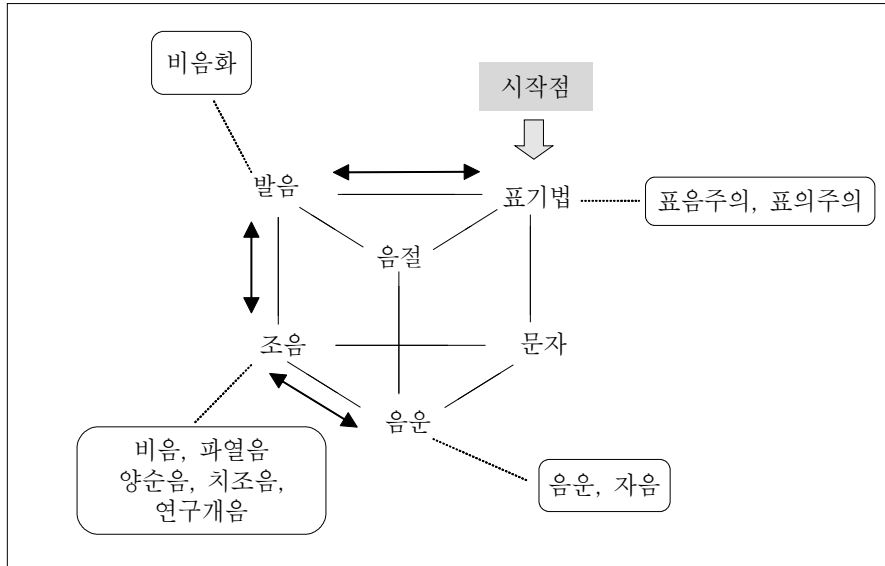 비음화
시작점
발음
표기법
표음주의, 표의주의
음절
조음
문자
음운
비음, 파열음
양순음, 치조음,
연구개음
음운, 자음